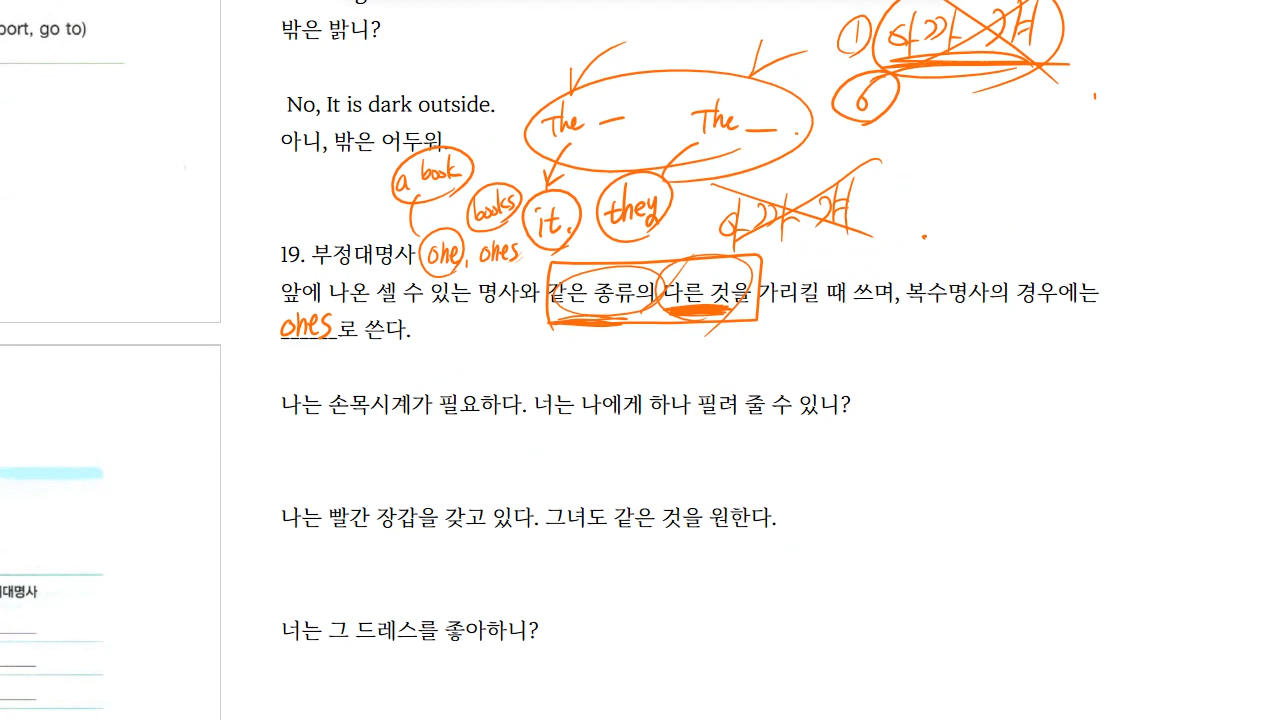 port, go to)
밖은 밝니?
① 인칭
6
The — The __.
No, It is dark outside.
아니, 밖은 어두워.
a book
books
it. they
19. 부정대명사 one, ones
앞에 나온 셀 수 있는 명사와 같은 종류의 다른 것을 가리킬 때 쓰며, 복수명사의 경우에는
ones로 쓴다.
나는 손목시계가 필요하다. 너는 나에게 하나 빌려 줄 수 있니?
나는 빨간 장갑을 갖고 있다. 그녀도 같은 것을 원한다.
대명사
너는 그 드레스를 좋아하니?